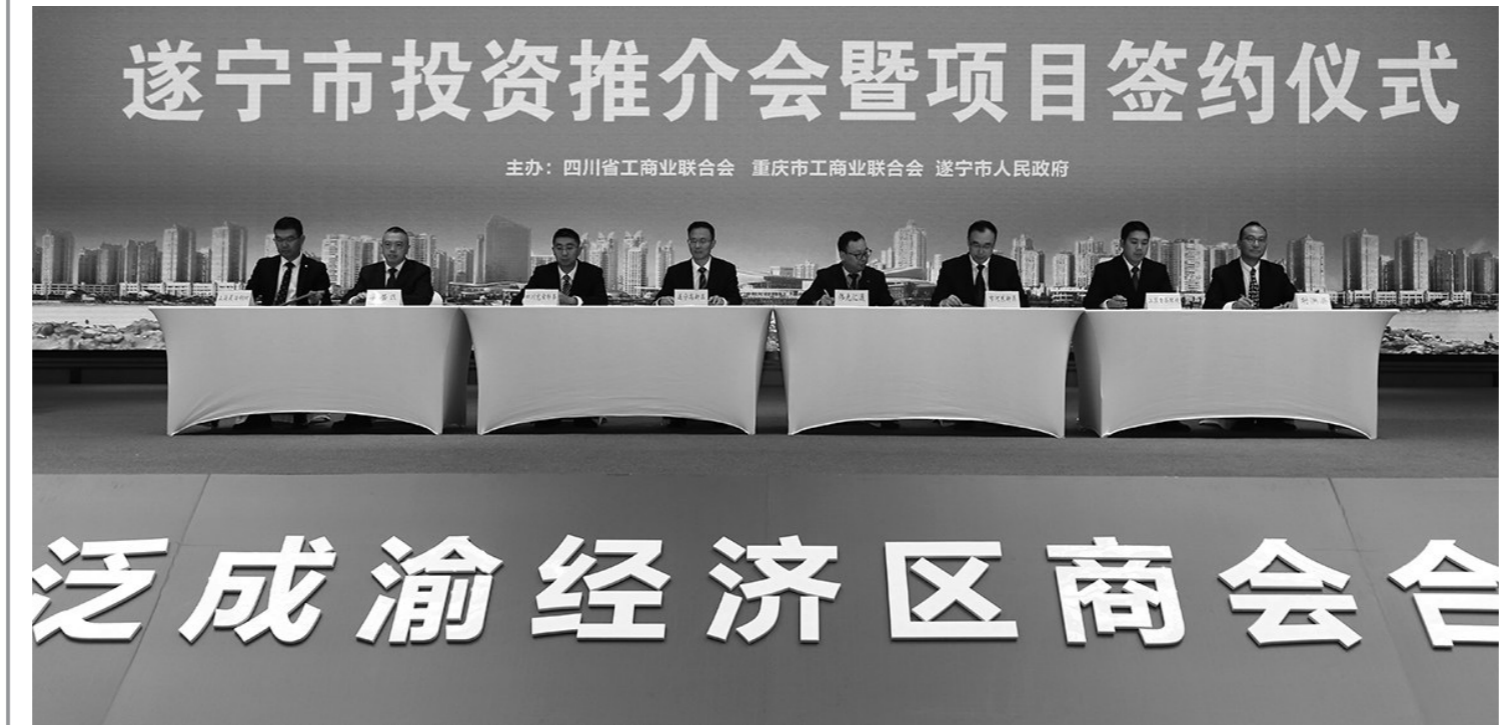 遂宁市投资推介会暨项目签约仪式
主办：四川省工商业联合会 重庆市工商业联合会 遂宁市人民政府
泛成渝经济区商会合